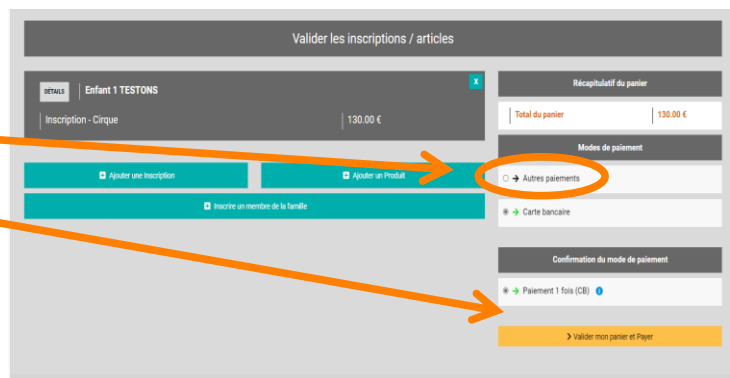 Valider les inscriptions / articles
DÉTAILS Enfant 1 TESTONS X
Inscription - Cirque 130.00 €
Ajouter une Inscription Ajouter un Produit
Inscrire un membre de la famille
Récapitulatif du panier
Total du panier 130.00 €
Modes de paiement
Autres paiements
Carte bancaire
Confirmation du mode de paiement
Paiement 1 fois (CB)
Valider mon panier et Payer